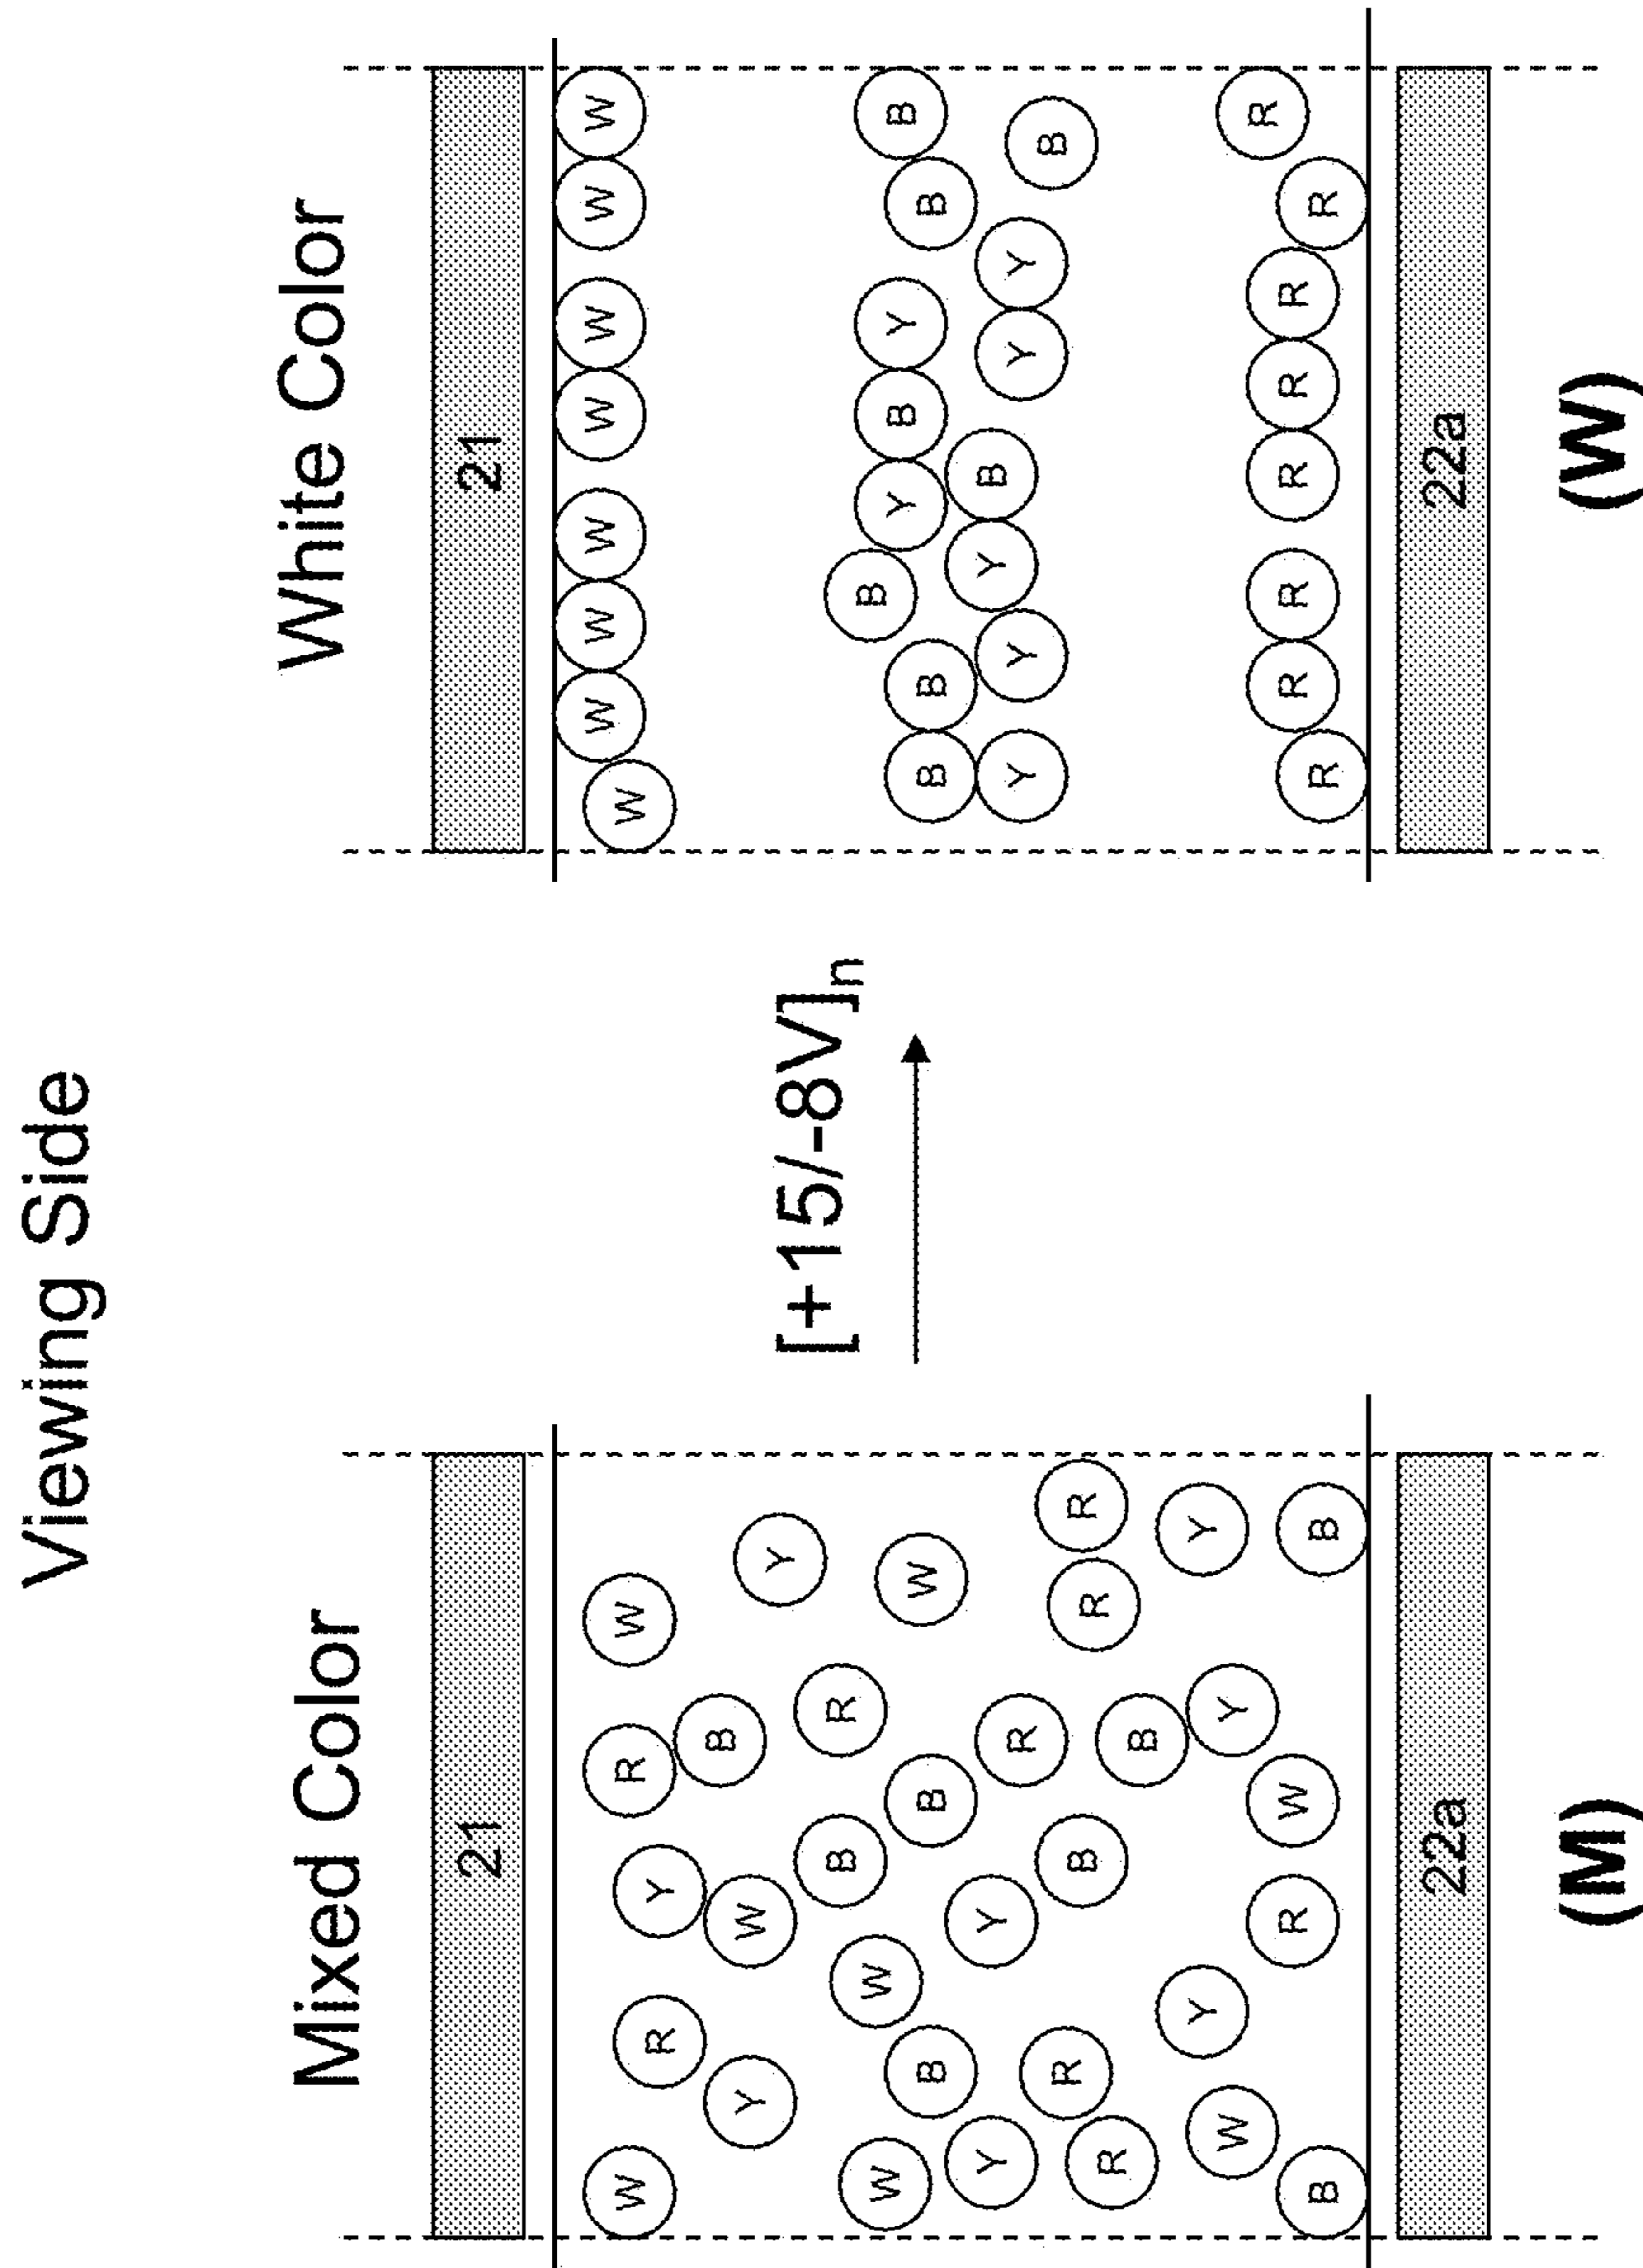 Viewing Side
Mixed Color
21
W R Y R W
Y W B Y
W W B R
B B W
Y Y R
R R B R R
W Y B Y Y
B R W B
22a
(M)
[+15/-8V]n
White Color
21
W W W W W W W W
B B B Y B Y B B
Y Y Y B Y Y B
R R R R R R R R
22a
(W)